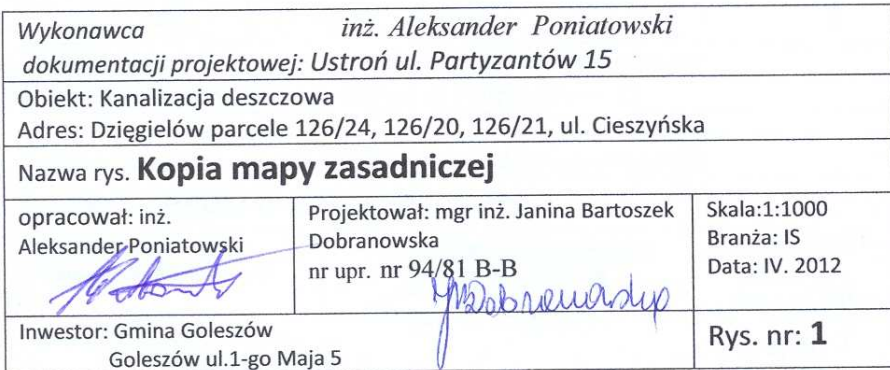 Wykonawca inż. Aleksander Poniatowski
dokumentacji projektowej: Ustroń ul. Partyzantów 15
Obiekt: Kanalizacja deszczowa
Adres: Dzięgielów parcele 126/24, 126/20, 126/21, ul. Cieszyńska
Nazwa rys. Kopia mapy zasadniczej
opracował: inż.
Aleksander Poniatowski
Projektował: mgr inż. Janina Bartoszek
Dobranowska
nr upr. nr 94/81 B-B
JBDobranowska
Skala:1:1000
Branża: IS
Data: IV. 2012
Inwestor: Gmina Goleszów
Goleszów ul.1-go Maja 5
Rys. nr: 1